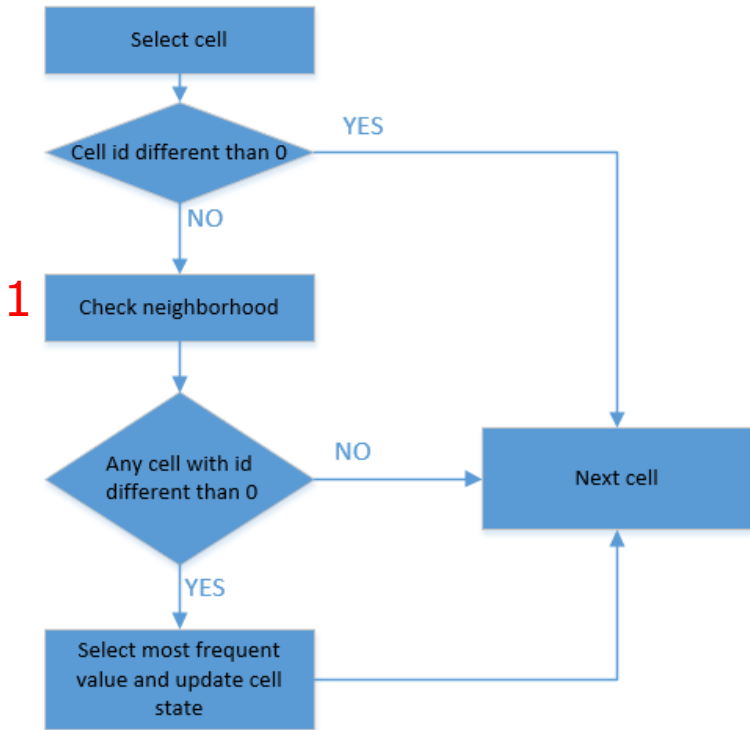 Select cell
Cell id different than 0
YES
NO
1
Check neighborhood
Any cell with id
different than 0
NO
Next cell
YES
Select most frequent
value and update cell
state